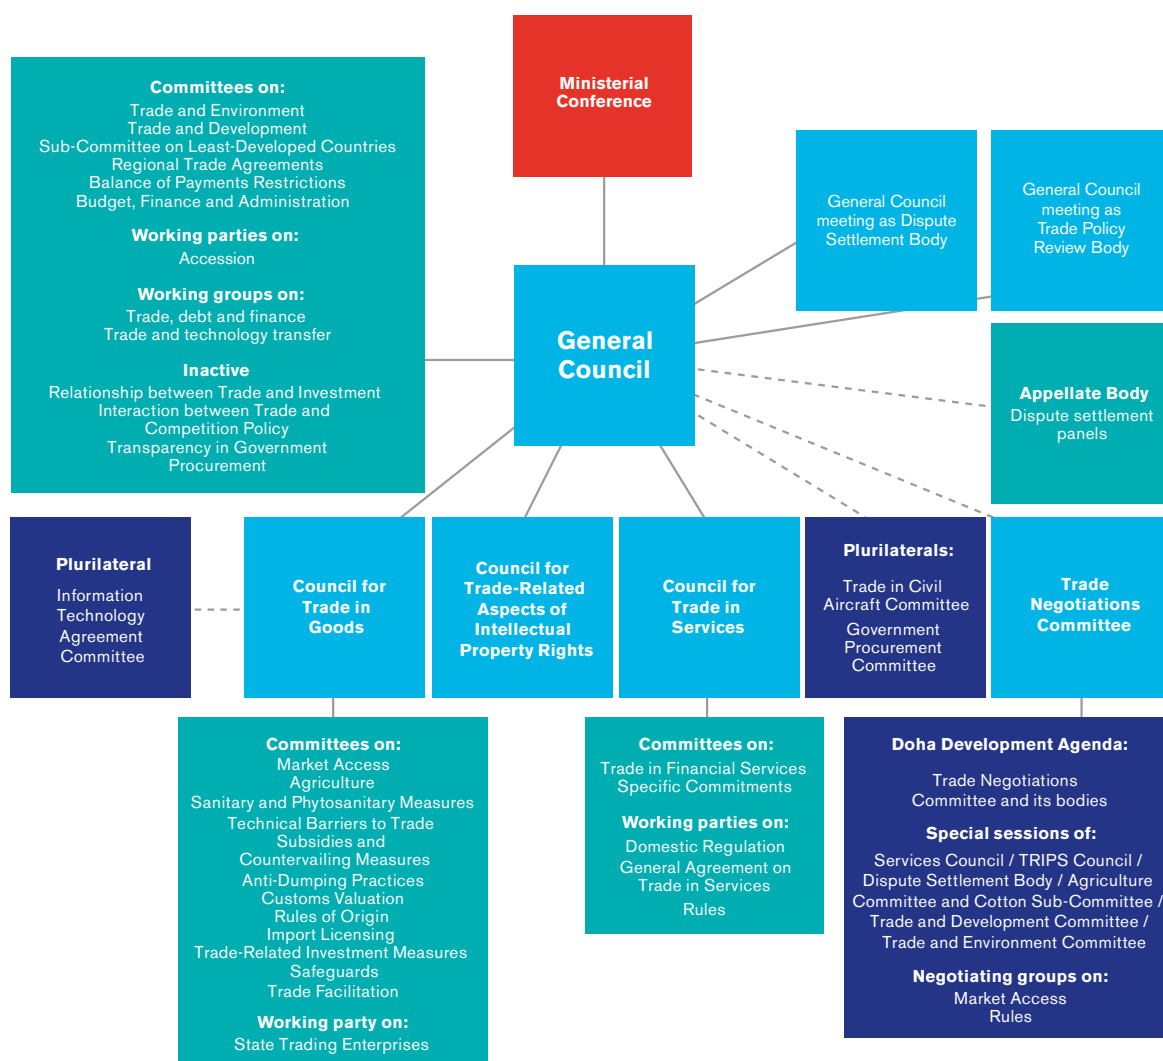 Ministerial
Conference
Committees on:
Trade and Environment
Trade and Development
Sub-Committee on Least-Developed Countries
Regional Trade Agreements
Balance of Payments Restrictions
Budget, Finance and Administration
Working parties on:
Accession
Working groups on:
Trade, debt and finance
Trade and technology transfer
Inactive
Relationship between Trade and Investment
Interaction between Trade and
Competition Policy
Transparency in Government
Procurement
General Council
meeting as Dispute
Settlement Body
General Council
meeting as
Trade Policy
Review Body
General
Council
Appellate Body
Dispute settlement
panels
Plurilateral
Information
Technology
Agreement
Committee
Council for
Trade in
Goods
Council for
Trade-Related
Aspects of
Intellectual
Property Rights
Council for
Trade in
Services
Plurilaterals:
Trade in Civil
Aircraft Committee
Government
Procurement
Committee
Trade
Negotiations
Committee
Committees on:
Market Access
Agriculture
Sanitary and Phytosanitary Measures
Technical Barriers to Trade
Subsidies and
Countervailing Measures
Anti-Dumping Practices
Customs Valuation
Rules of Origin
Import Licensing
Trade-Related Investment Measures
Safeguards
Trade Facilitation
Working party on:
State Trading Enterprises
Committees on:
Trade in Financial Services
Specific Commitments
Working parties on:
Domestic Regulation
General Agreement on
Trade in Services
Rules
Doha Development Agenda:
Trade Negotiations
Committee and its bodies
Special sessions of:
Services Council / TRIPS Council /
Dispute Settlement Body / Agriculture
Committee and Cotton Sub-Committee /
Trade and Development Committee /
Trade and Environment Committee
Negotiating groups on:
Market Access
Rules